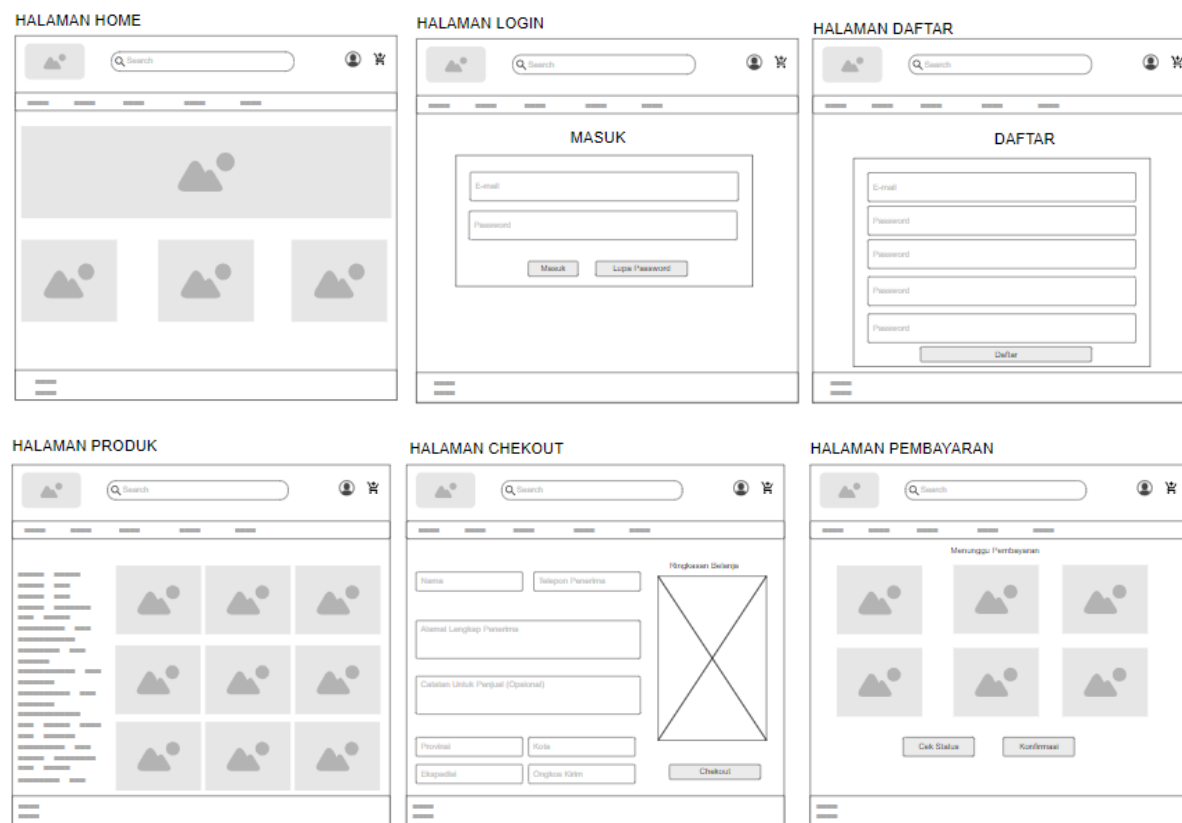 HALAMAN HOME
Search
HALAMAN LOGIN
Search
MASUK
E-mail
Password
Masuk
Lupa Password
HALAMAN DAFTAR
Search
DAFTAR
E-mail
Password
Password
Password
Password
Daftar
HALAMAN PRODUK
Search
HALAMAN CHEKOUT
Search
Nama
Telepon Penerima
Alamat Lengkap Penerima
Catatan Untuk Penjual (Opsional)
Provinsi
Kota
Ekspedisi
Ongkos Kirim
Ringkasan Belanja
Chekout
HALAMAN PEMBAYARAN
Search
Menunggu Pembayaran
Cek Status
Konfirmasi